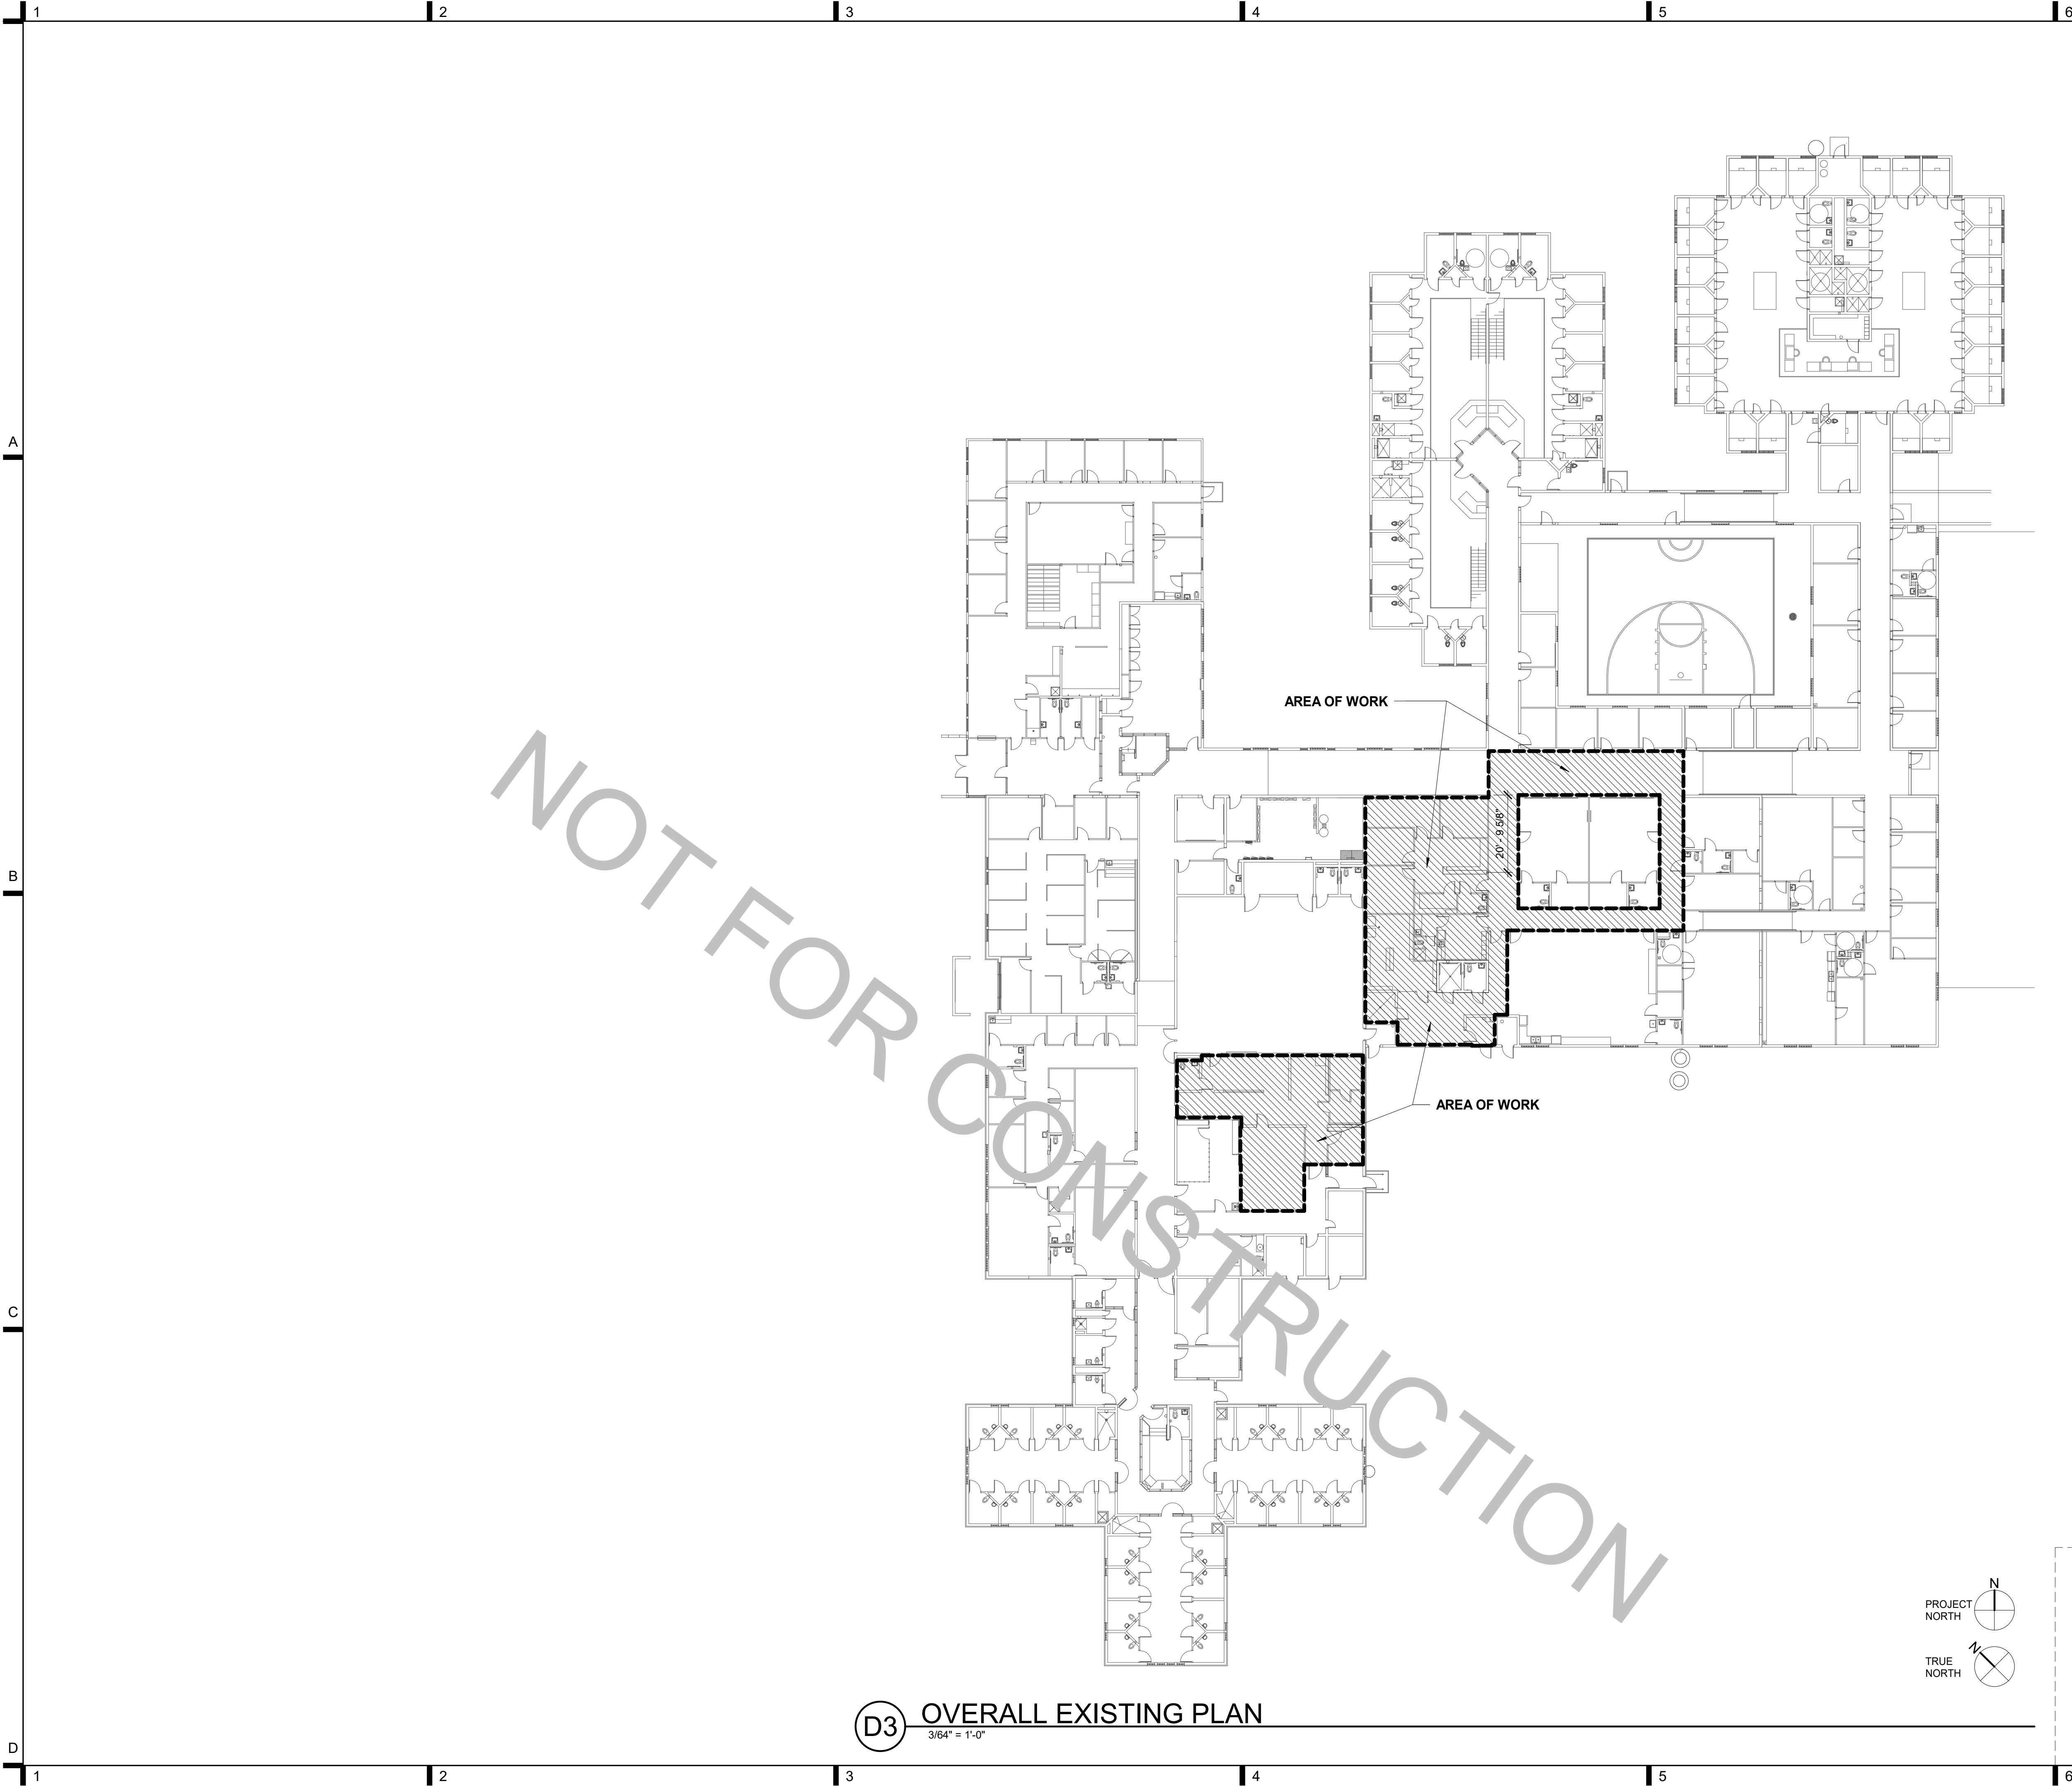 1
2
3
4
5
6
A
AREA OF WORK
20' - 9 5/8"
B
NOT FOR CONSTRUCTION
AREA OF WORK
C
N
PROJECT
NORTH
N
TRUE
NORTH
D3
OVERALL EXISTING PLAN
3/64" = 1'-0"
D
1
2
3
4
5
6